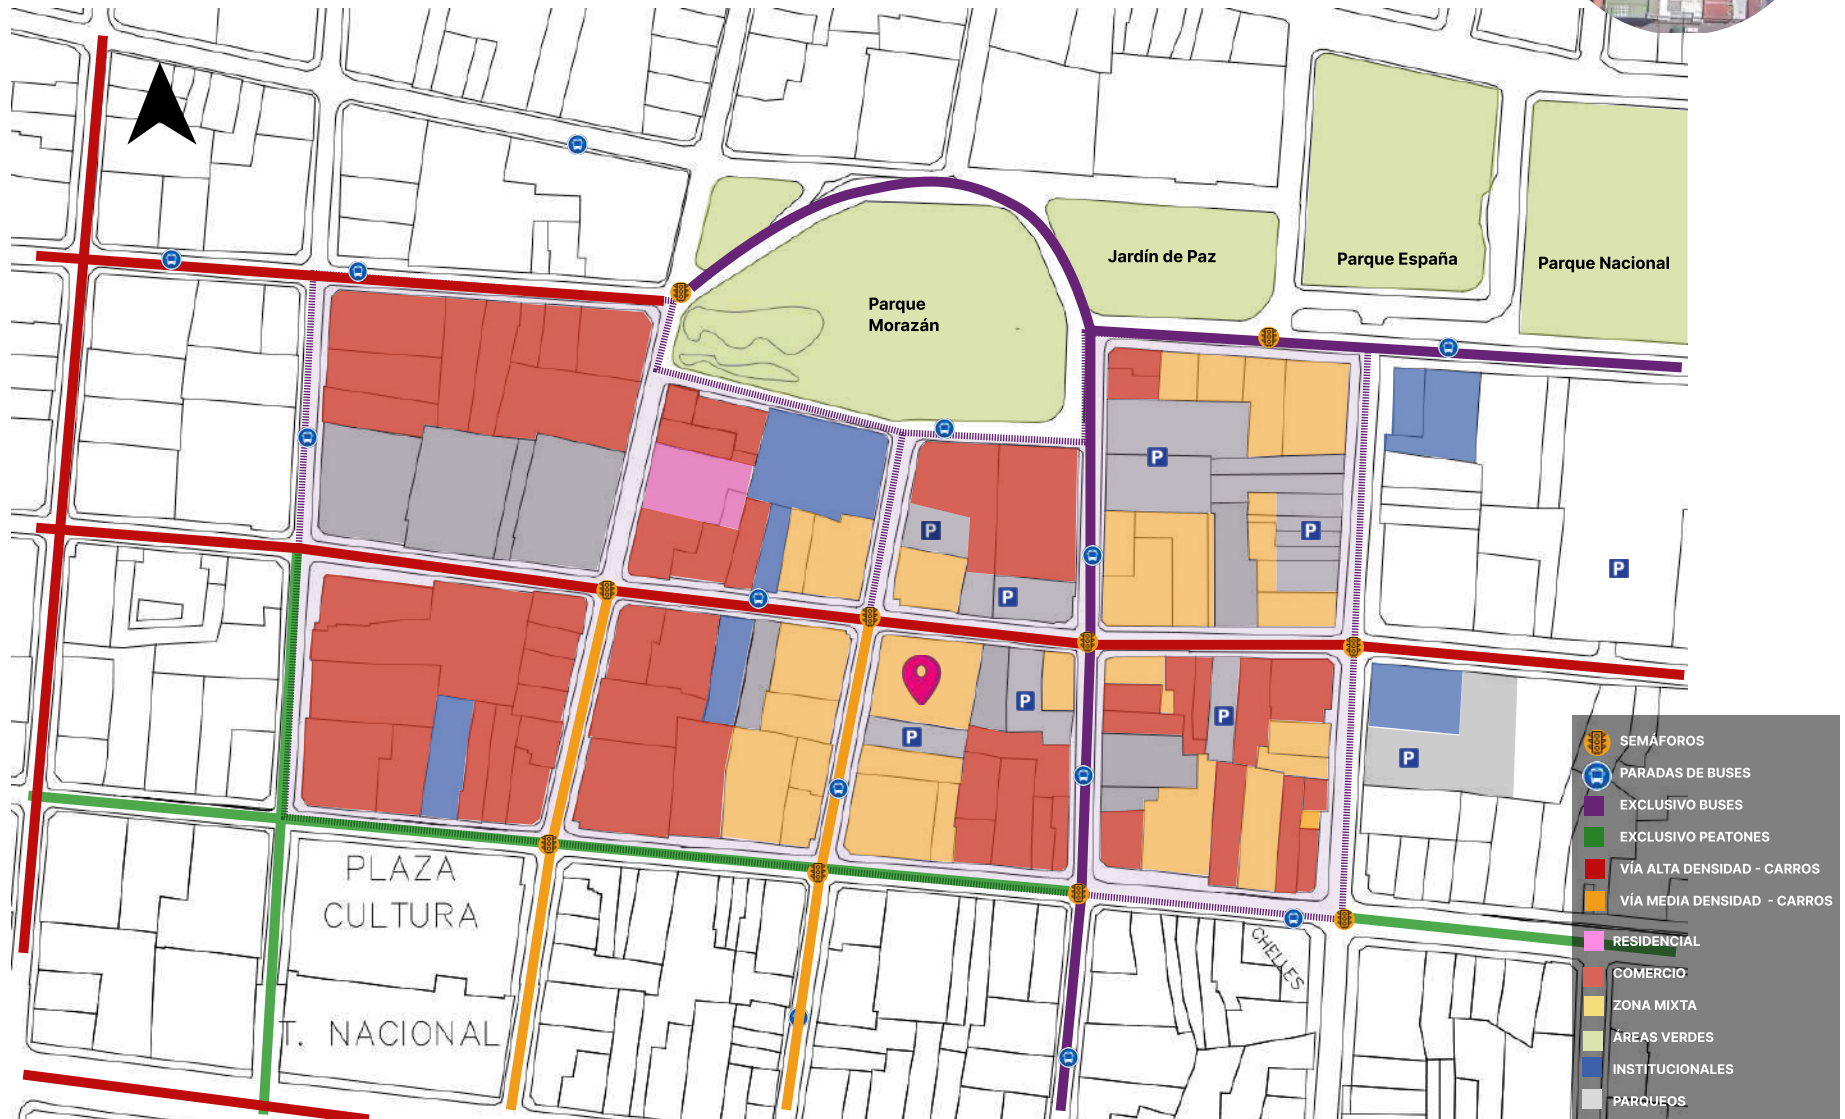 Jardín de Paz
Parque España
Parque Nacional
Parque
Morazán
P
P
P
P
P
P
P
P
P
PLAZA
CULTURA
T. NACIONAL
CHELLES
SEMÁFOROS
PARADAS DE BUSES
EXCLUSIVO BUSES
EXCLUSIVO PEATONES
VÍA ALTA DENSIDAD - CARROS
VÍA MEDIA DENSIDAD - CARROS
RESIDENCIAL
COMERCIO
ZONA MIXTA
ÁREAS VERDES
INSTITUCIONALES
PARQUEOS